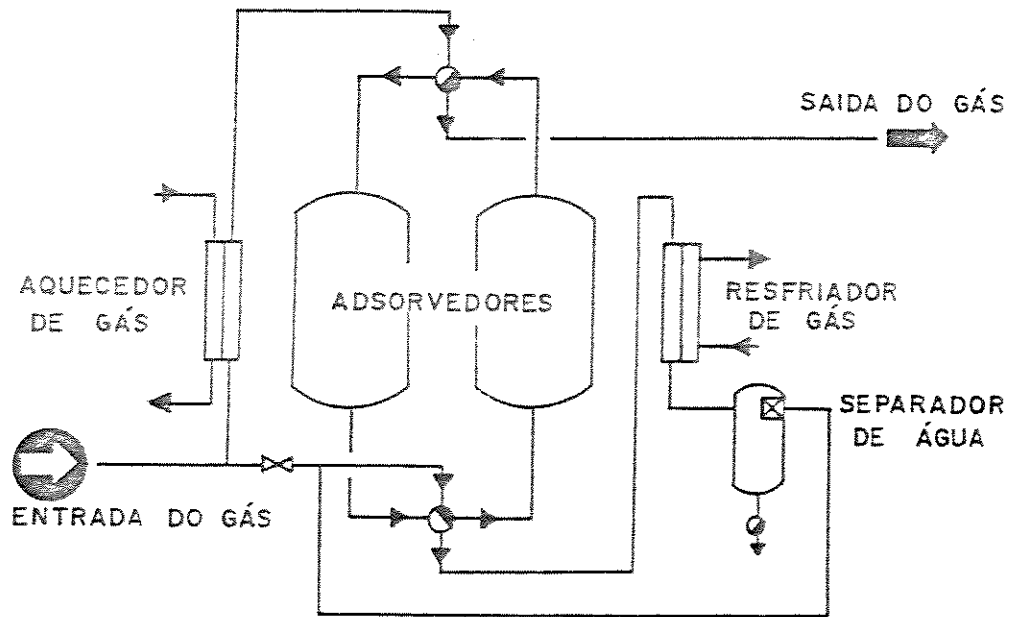 SAIDA DO GÁS
AQUECEDOR
DE GÁS
ADSORVEDORES
RESFRIADOR
DE GÁS
SEPARADOR
DE ÁGUA
ENTRADA DO GÁS